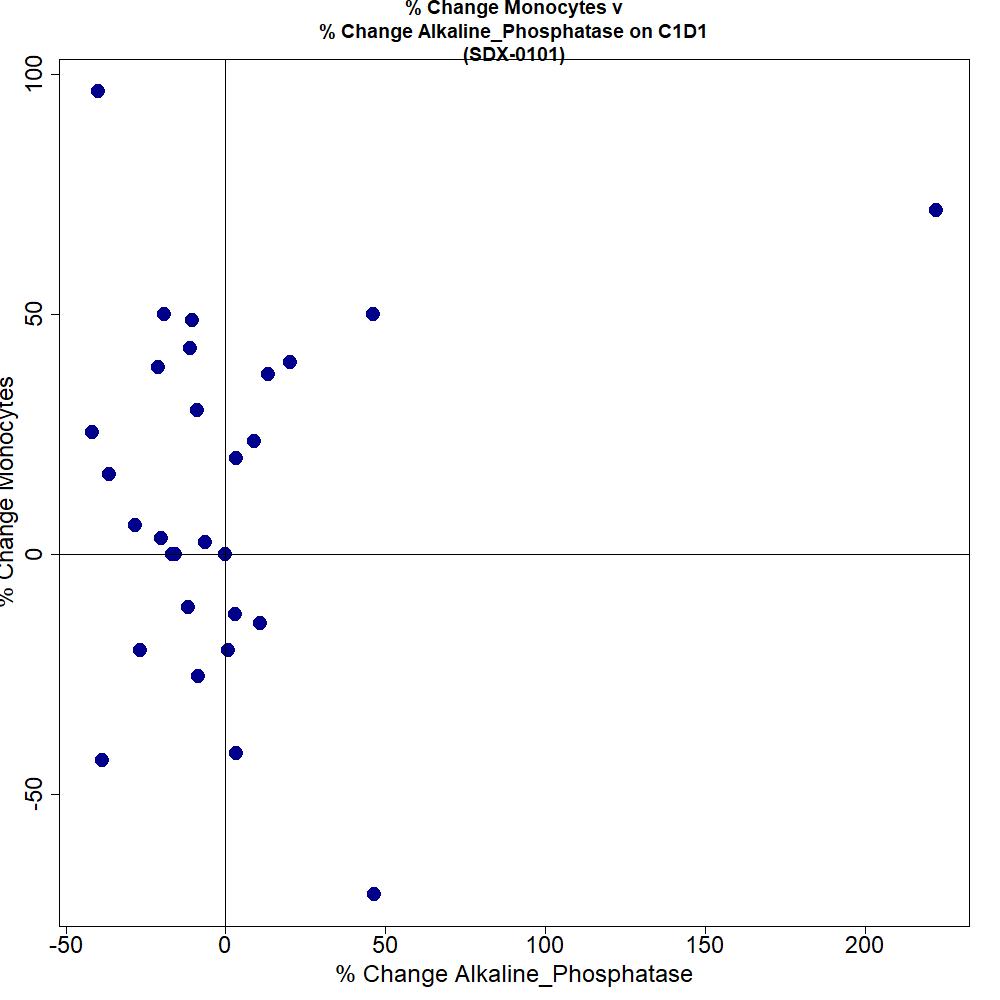 % Change Monocytes v
% Change Alkaline_Phosphatase on C1D1
(SDX-0101)
100
50
0
-50
% Change Monocytes
-50
0
50
100
150
200
% Change Alkaline_Phosphatase